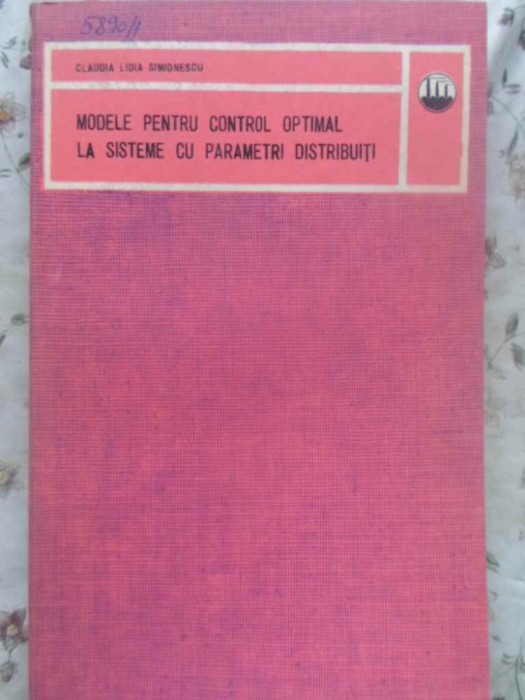 5890/1
CLAUDIA LIDIA SIMIONESCU
MODELE PENTRU CONTROL OPTIMAL
LA SISTEME CU PARAMETRI DISTRIBUIȚI